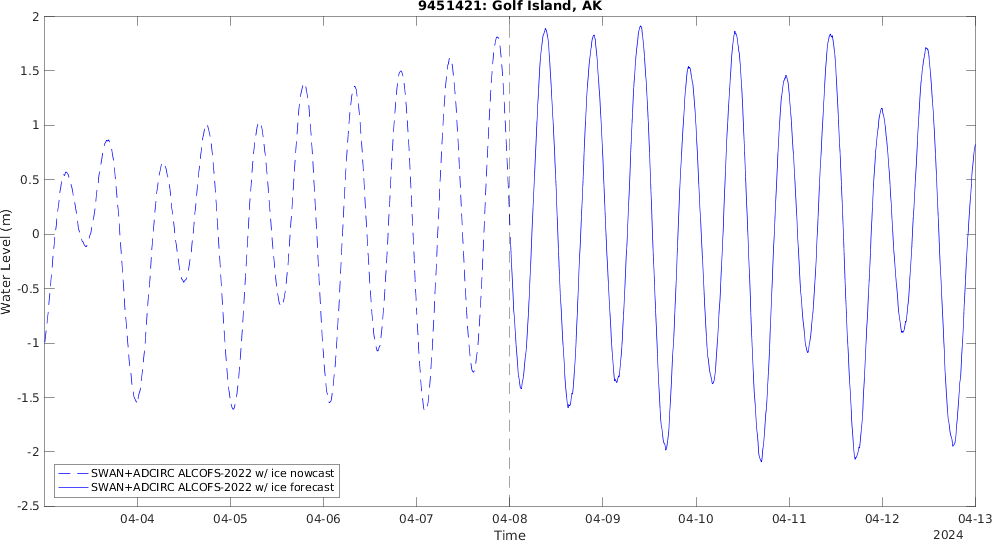 9451421: Golf Island, AK
Water Level (m)
2
1.5
1
0.5
0
-0.5
-1
-1.5
-2
-2.5
SWAN+ADCIRC ALCOFS-2022 w/ ice nowcast
SWAN+ADCIRC ALCOFS-2022 w/ ice forecast
04-04 04-05 04-06 04-07 04-08 04-09 04-10 04-11 04-12 04-13
Time
2024